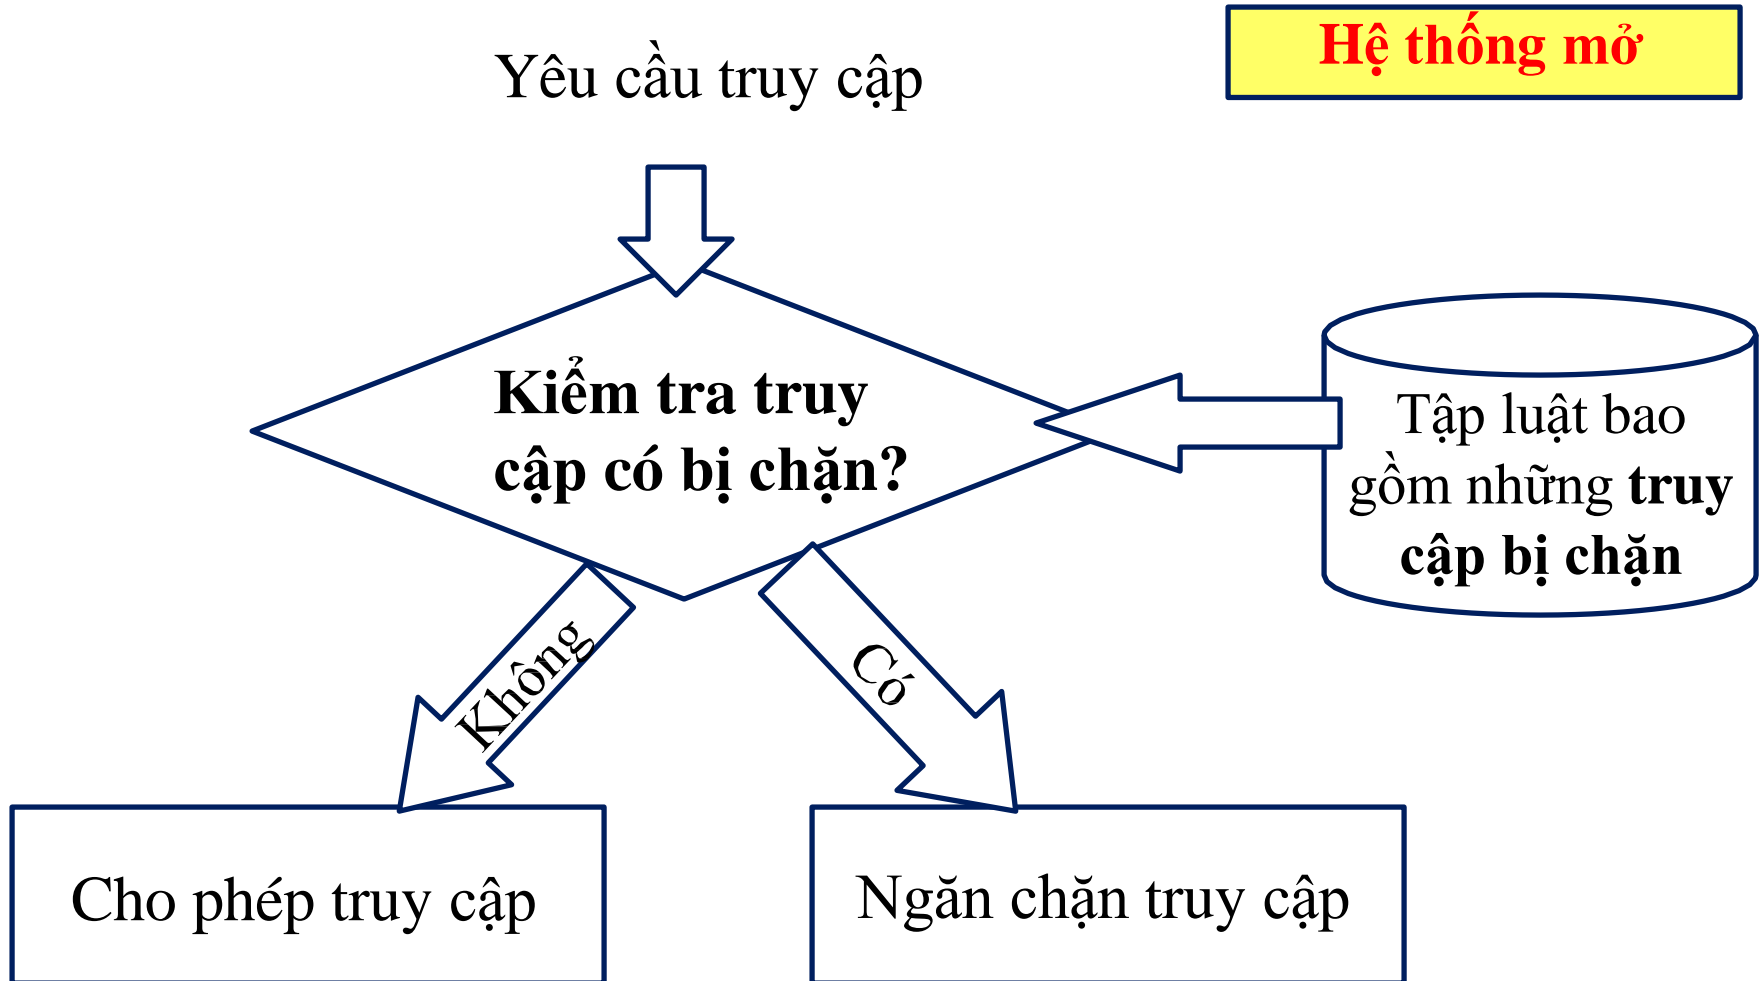 Hệ thống mở
Yêu cầu truy cập
Kiểm tra truy
cập có bị chặn?
Tập luật bao
gồm những truy
cập bị chặn
Không
Có
Cho phép truy cập
Ngăn chặn truy cập